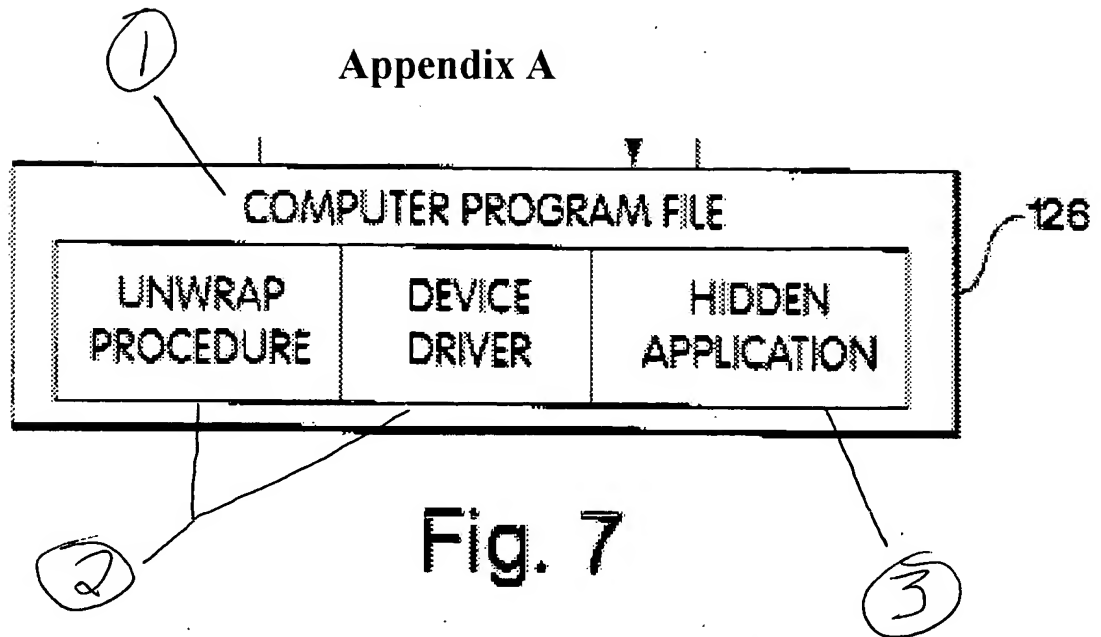 1
Appendix A
COMPUTER PROGRAM FILE
126
UNWRAP PROCEDURE
DEVICE DRIVER
HIDDEN APPLICATION
2
Fig. 7
3